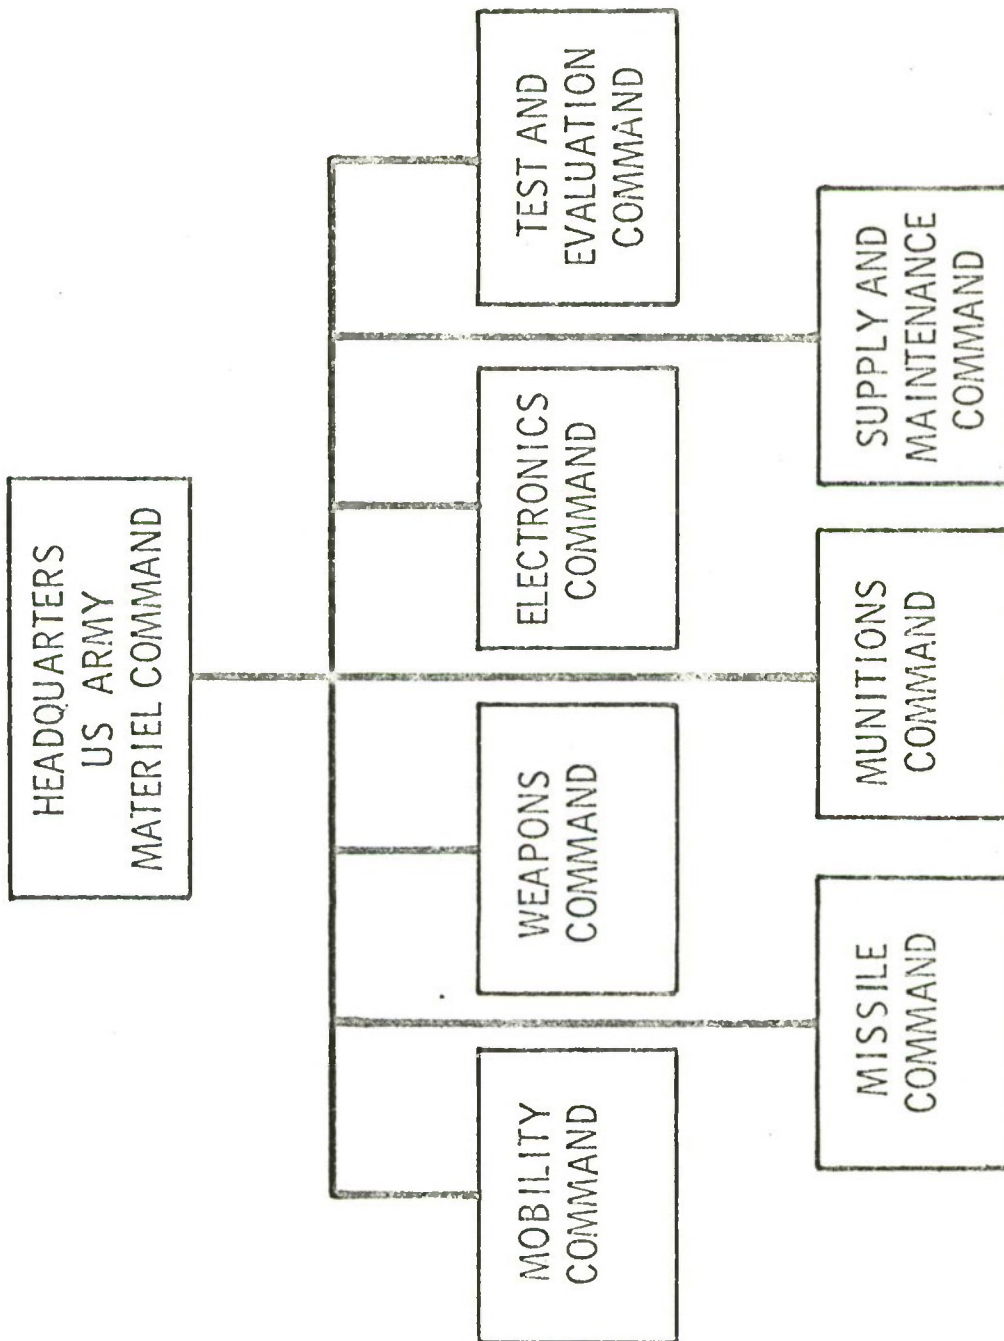 HEADQUARTERS
US ARMY
MATERIEL COMMAND
MOBILITY
COMMAND
WEAPONS
COMMAND
ELECTRONICS
COMMAND
TEST AND
EVALUATION
COMMAND
MISSILE
COMMAND
MUNITIONS
COMMAND
SUPPLY AND
MAINTENANCE
COMMAND